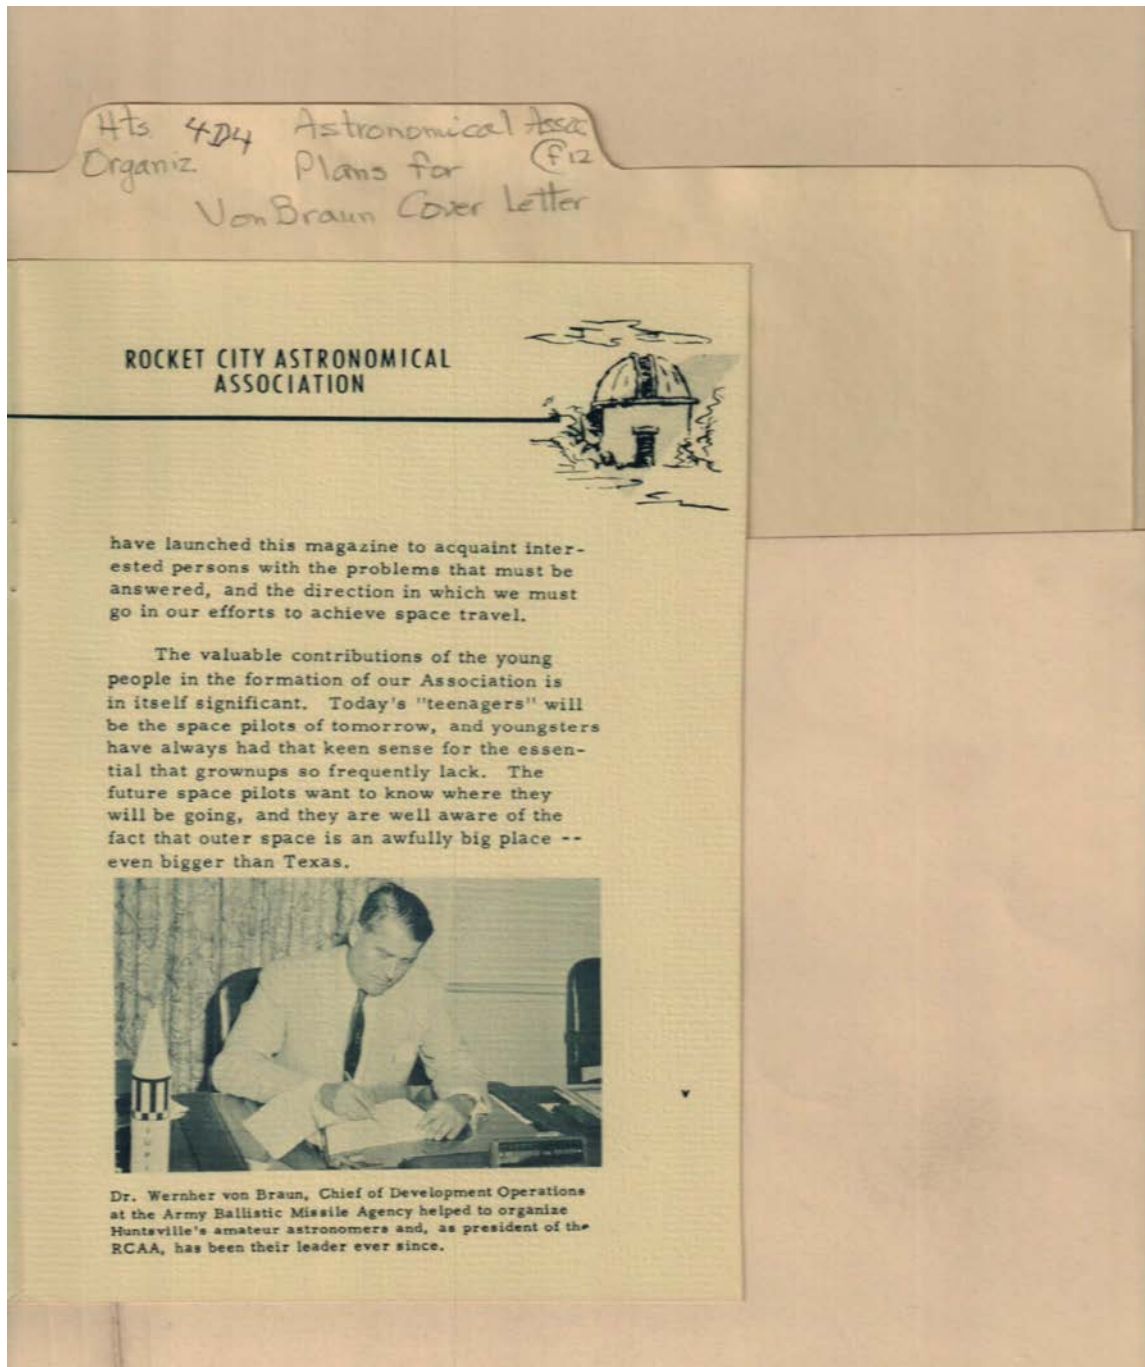 Hts 4D4 Astronomical Assoc
Organiz. Plans for f12
Von Braun Cover Letter
ROCKET CITY ASTRONOMICAL
ASSOCIATION
have launched this magazine to acquaint inter-
ested persons with the problems that must be
answered, and the direction in which we must
go in our efforts to achieve space travel.
The valuable contributions of the young
people in the formation of our Association is
in itself significant. Today's "teenagers" will
be the space pilots of tomorrow, and youngsters
have always had that keen sense for the essen-
tial that grownups so frequently lack. The
future space pilots want to know where they
will be going, and they are well aware of the
fact that outer space is an awfully big place --
even bigger than Texas.
Dr. Wernher von Braun, Chief of Development Operations
at the Army Ballistic Missile Agency helped to organize
Huntsville's amateur astronomers and, as president of the
RCAA, has been their leader ever since.